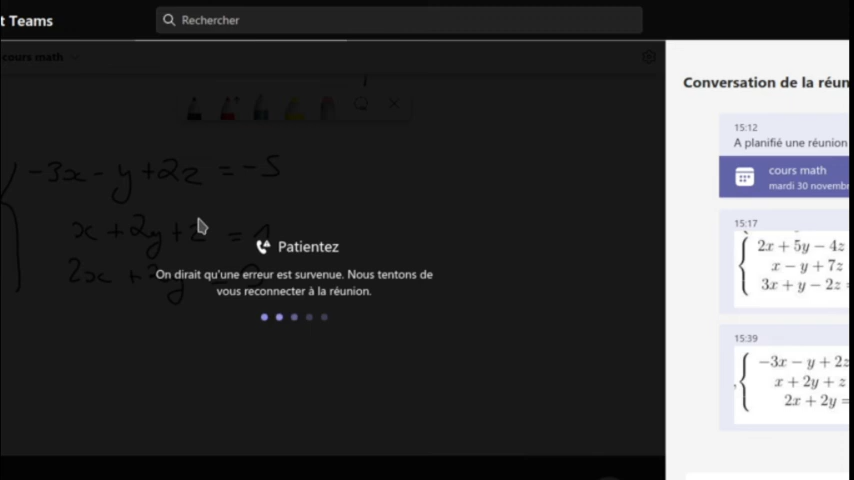 t Teams
Rechercher
cours math
-3x - y + 2z = -5
x + 2y + z =
2x +
Patientez
On dirait qu'une erreur est survenue. Nous tentons de
vous reconnecter à la réunion.
Conversation de la réun
15:12
A planifié une réunion
cours math
mardi 30 novemb
15:17
2x + 5y − 4z
x − y + 7z
3x + y − 2z
15:39
−3x − y + 2z
x + 2y + z
2x + 2y =